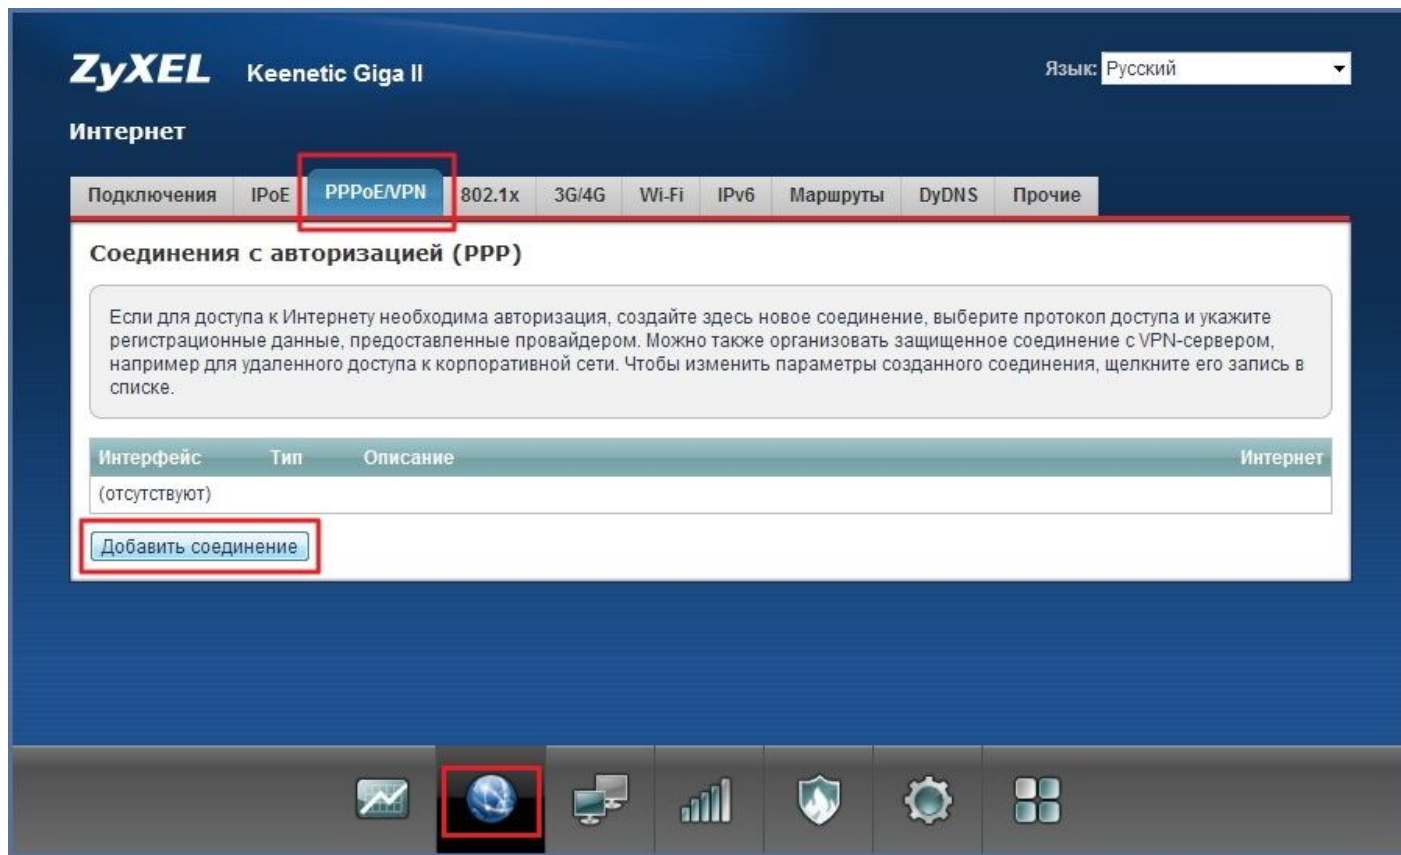 ZyXEL Keenetic Giga II
Язык: Русский
Интернет
Подключения IPoE PPPoE/VPN 802.1x 3G/4G Wi-Fi IPv6 Маршруты DyDNS Прочие
Соединения с авторизацией (PPP)
Если для доступа к Интернету необходима авторизация, создайте здесь новое соединение, выберите протокол доступа и укажите
регистрационные данные, предоставленные провайдером. Можно также организовать защищенное соединение с VPN-сервером,
например для удаленного доступа к корпоративной сети. Чтобы изменить параметры созданного соединения, щелкните его запись в
списке.
Интерфейс Тип Описание Интернет
(отсутствуют)
Добавить соединение